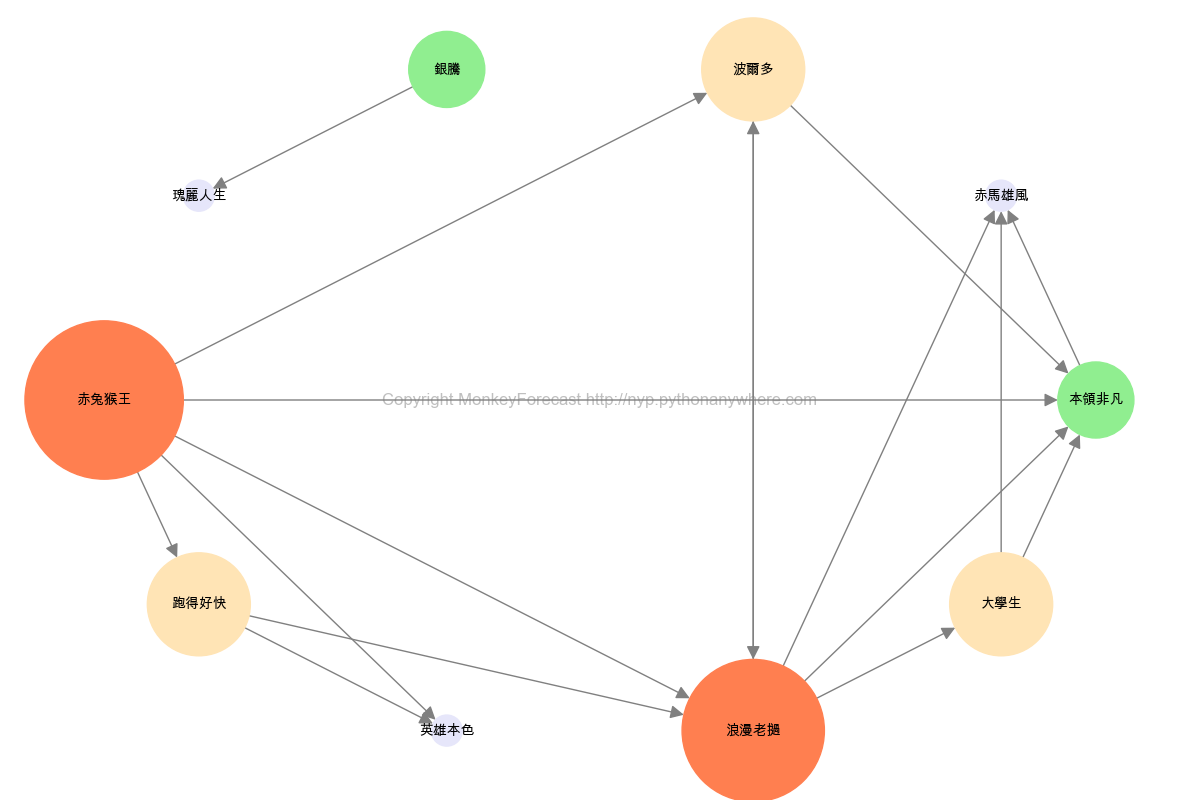 銀騰
波爾多
瑰麗人生
赤馬雄風
赤兔猴王
Copyright MonkeyForecast http://nyp.pythonanywhere.com
本領非凡
跑得好快
大學生
英雄本色
浪漫老撾